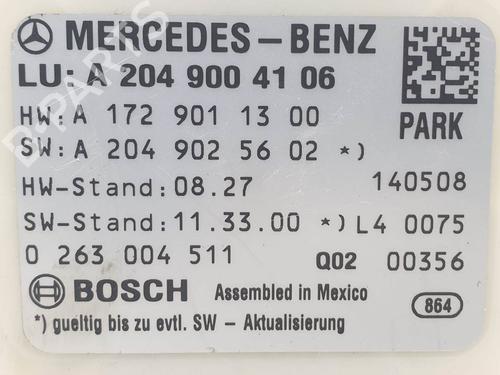 MERCEDES-BENZ
LU: A 204 900 41 06
HW: A 172 901 13 00
PARK
SW: A 204 902 56 02 *)
HW-Stand: 08.27 140508
SW-Stand: 11.33.00 *) L4 0075
0 263 004 511 Q02 00356
BOSCH Assembled in Mexico 864
*) gueltig bis zu evtl. SW - Aktualisierung
B-PARTS